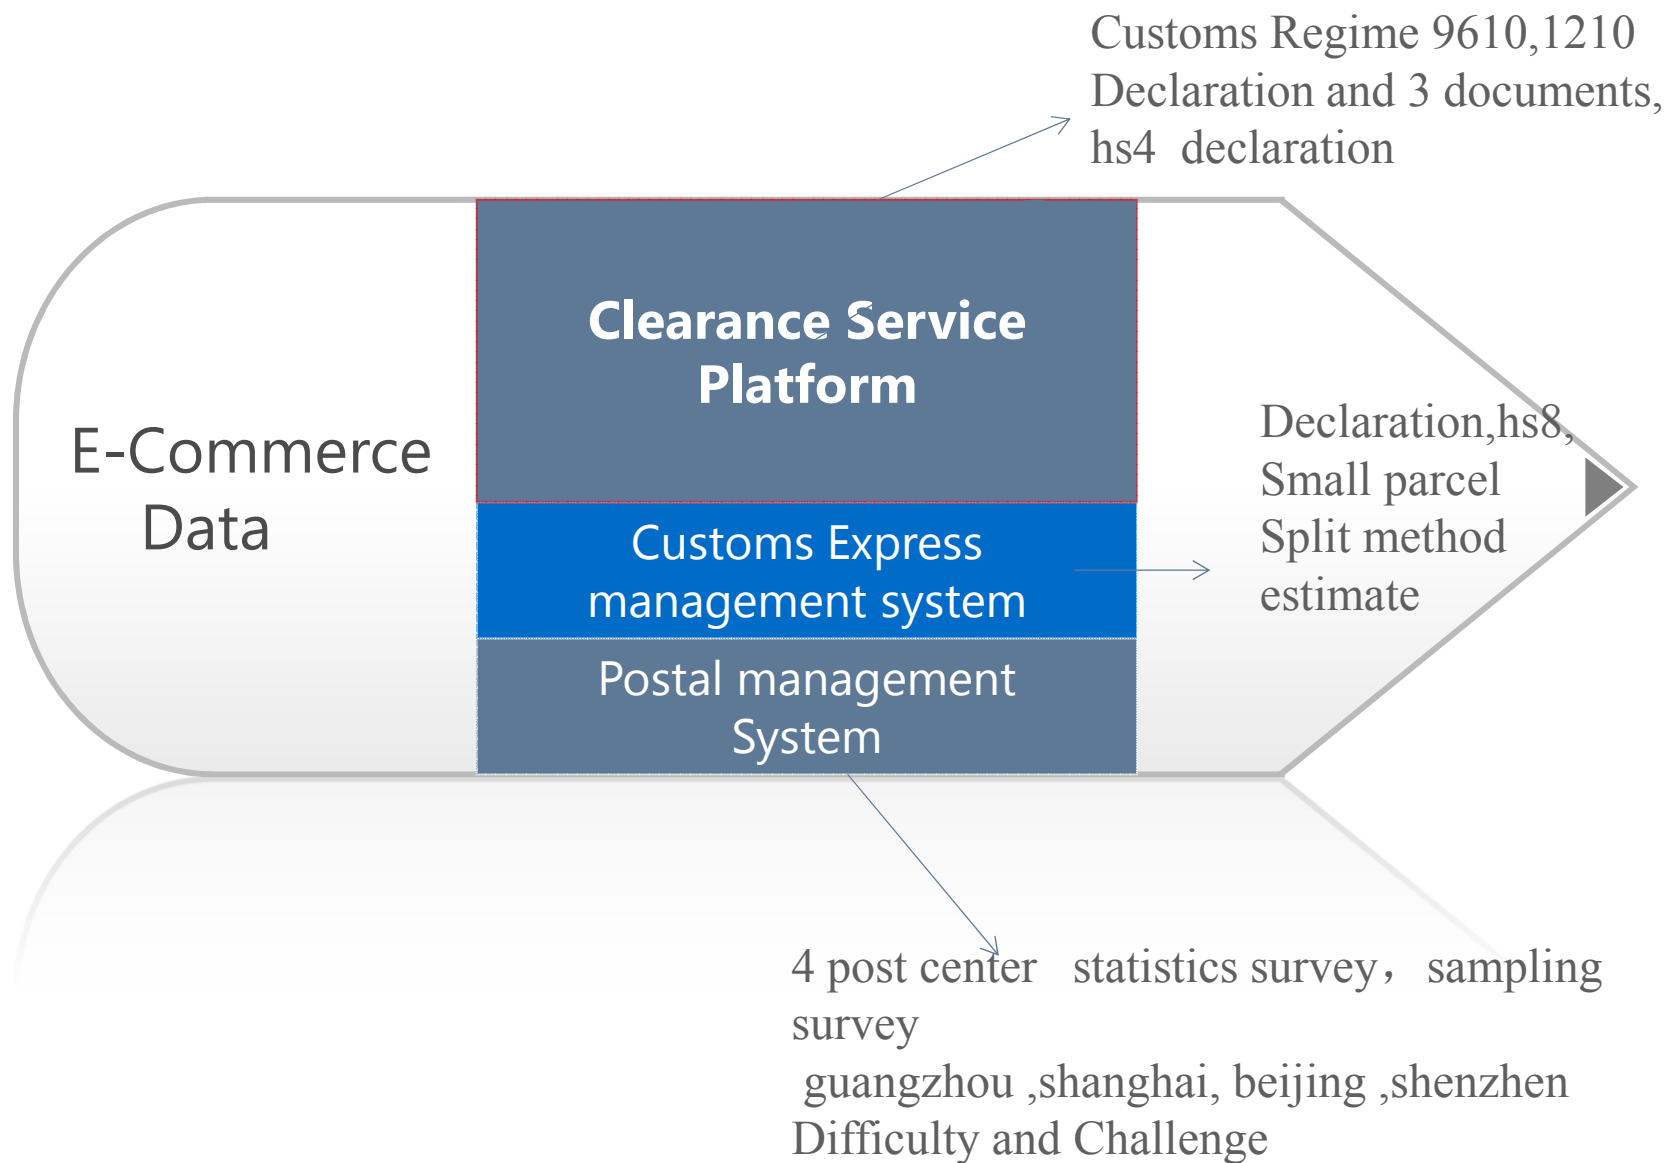 Customs Regime 9610,1210
Declaration and 3 documents,
hs4  declaration
Clearance Service
Platform
E-Commerce
Data
Declaration,hs8,
Small parcel
Split method
estimate
Customs Express
management system
Postal management
System
4 post center   statistics survey， sampling
survey
guangzhou ,shanghai, beijing ,shenzhen
Difficulty and Challenge